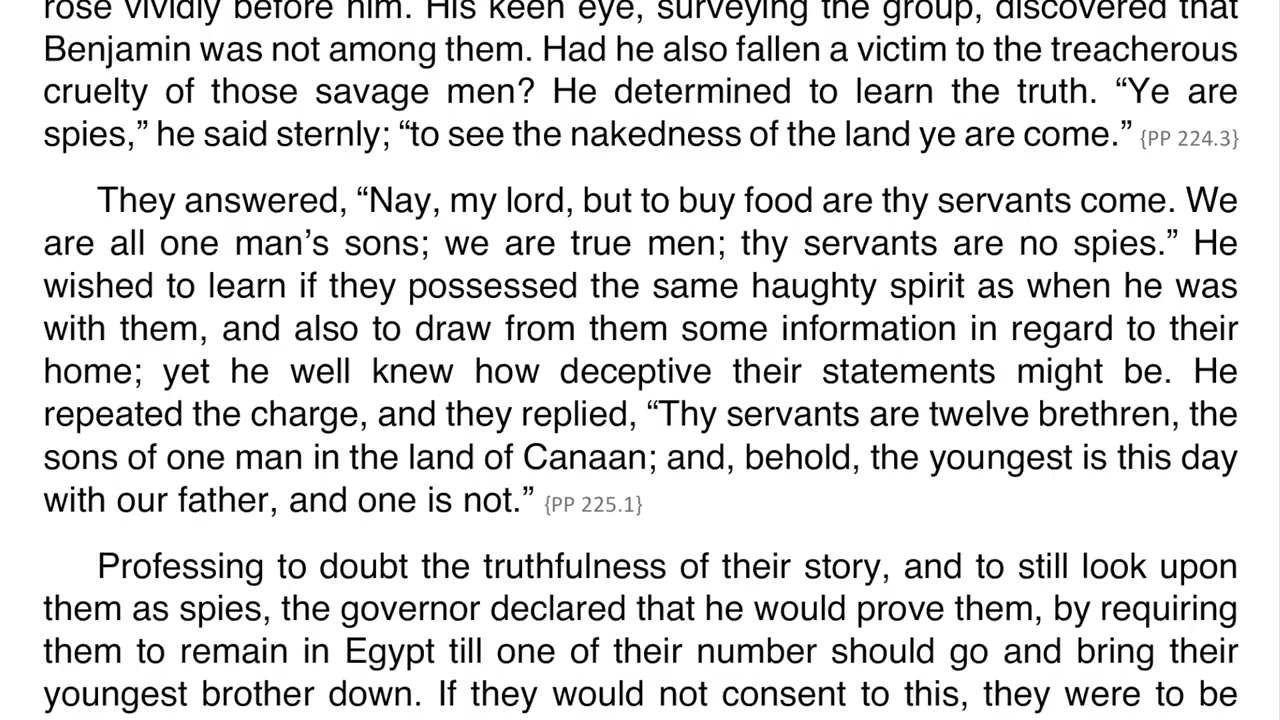 rose vividly before him. His keen eye, surveying the group, discovered that
Benjamin was not among them. Had he also fallen a victim to the treacherous
cruelty of those savage men? He determined to learn the truth. “Ye are
spies,” he said sternly; “to see the nakedness of the land ye are come.” {PP 224.3}
They answered, “Nay, my lord, but to buy food are thy servants come. We
are all one man’s sons; we are true men; thy servants are no spies.” He
wished to learn if they possessed the same haughty spirit as when he was
with them, and also to draw from them some information in regard to their
home; yet he well knew how deceptive their statements might be. He
repeated the charge, and they replied, “Thy servants are twelve brethren, the
sons of one man in the land of Canaan; and, behold, the youngest is this day
with our father, and one is not.” {PP 225.1}
Professing to doubt the truthfulness of their story, and to still look upon
them as spies, the governor declared that he would prove them, by requiring
them to remain in Egypt till one of their number should go and bring their
youngest brother down. If they would not consent to this, they were to be